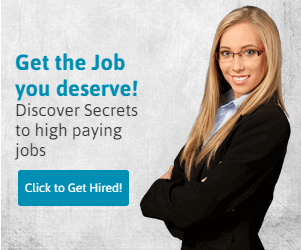 Get the Job
you deserve!
Discover Secrets
to high paying
jobs
Click to Get Hired!